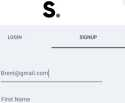 S.
LOGIN SIGNUP
Brent@gmail.com
First Name